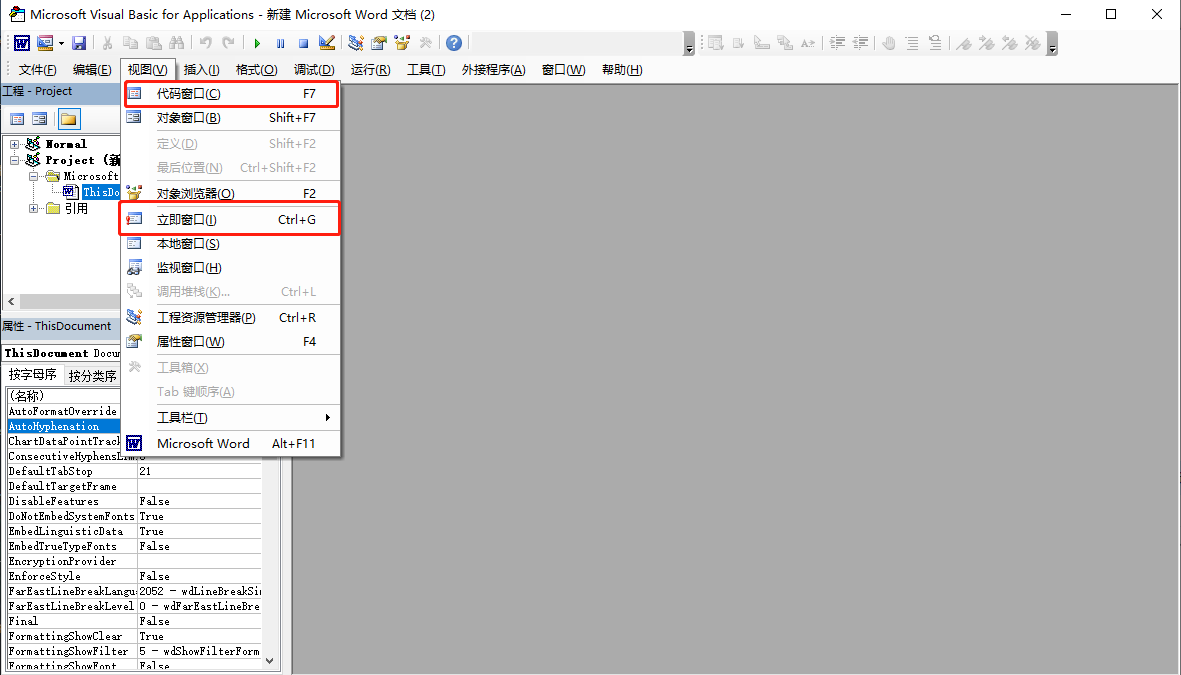 Microsoft Visual Basic for Applications - 新建 Microsoft Word 文档 (2)
文件(F) 编辑(E) 视图(V) 插入(I) 格式(O) 调试(D) 运行(R) 工具(T) 外接程序(A) 窗口(W) 帮助(H)
工程 - Project
Normal
Project (新
Microsoft
ThisDo
引用
代码窗口(C) F7
对象窗口(B) Shift+F7
定义(D) Shift+F2
最后位置(N) Ctrl+Shift+F2
对象浏览器(O) F2
立即窗口(I) Ctrl+G
本地窗口(S)
监视窗口(H)
调用堆栈(K)... Ctrl+L
工程资源管理器(P) Ctrl+R
属性窗口(W) F4
工具箱(X)
Tab 键顺序(A)
工具栏(T)
Microsoft Word Alt+F11
属性 - ThisDocument
ThisDocument Docum
按字母序 按分类序
(名称)
AutoFormatOverride
AutoHyphenation
ChartDataPointTrack
ConsecutiveHyphensLim
DefaultTabStop 21
DefaultTargetFrame
DisableFeatures False
DoNotEmbedSystemFonts True
EmbedLinguisticData True
EmbedTrueTypeFonts False
EncryptionProvider
EnforceStyle False
FarEastLineBreakLangu 2052 - wdLineBreakSi
FarEastLineBreakLevel 0 - wdFarEastLineBre
Final False
FormattingShowClear True
FormattingShowFilter 5 - wdShowFilterForm
FormattingShowFont False